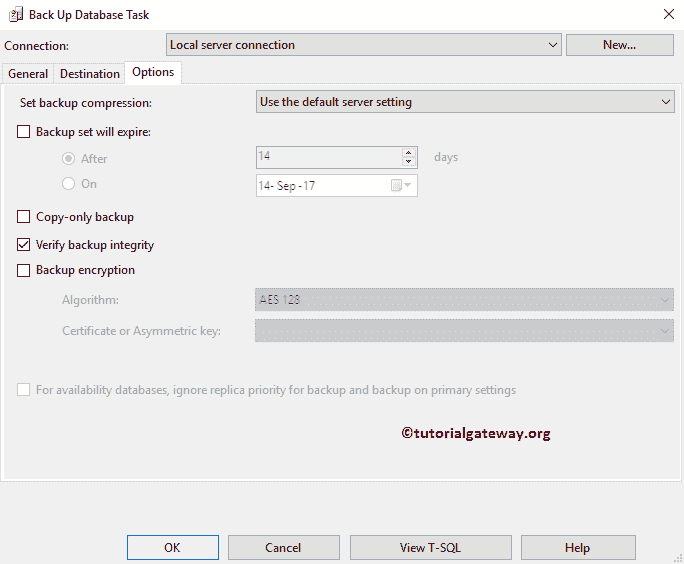 Back Up Database Task
Connection: Local server connection New...
General Destination Options
Set backup compression: Use the default server setting
Backup set will expire:
After 14 days
On 14- Sep -17
Copy-only backup
Verify backup integrity
Backup encryption
Algorithm: AES 128
Certificate or Asymmetric key:
For availability databases, ignore replica priority for backup and backup on primary settings
©tutorialgateway.org
OK Cancel View T-SQL Help